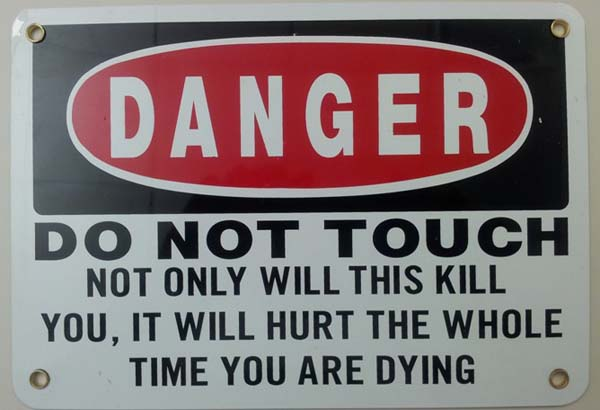 DANGER
DO NOT TOUCH
NOT ONLY WILL THIS KILL
YOU, IT WILL HURT THE WHOLE
TIME YOU ARE DYING